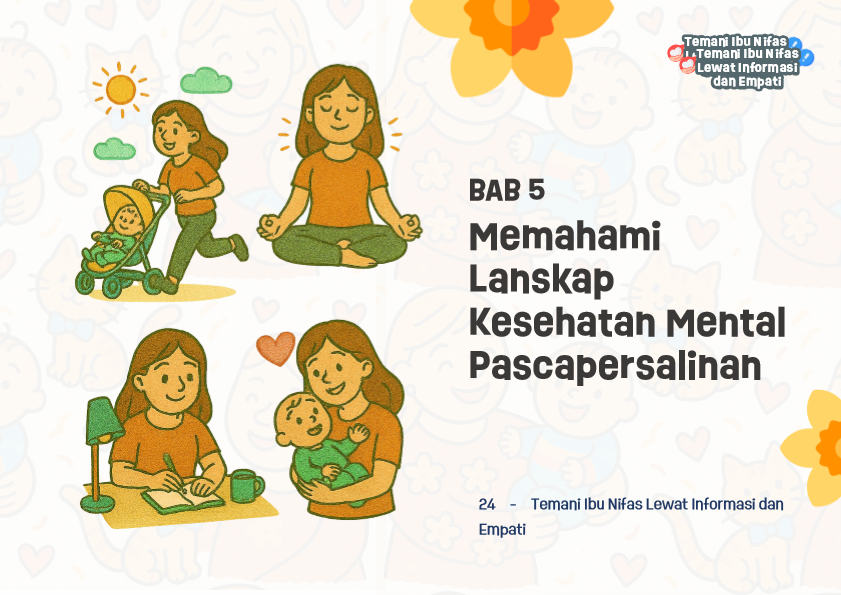 Temani Ibu Nifas
Temani Ibu Nifas
Lewat Informasi
dan Empati
BAB 5
Memahami
Lanskap
Kesehatan Mental
Pascapersalinan
24 - Temani Ibu Nifas Lewat Informasi dan
Empati